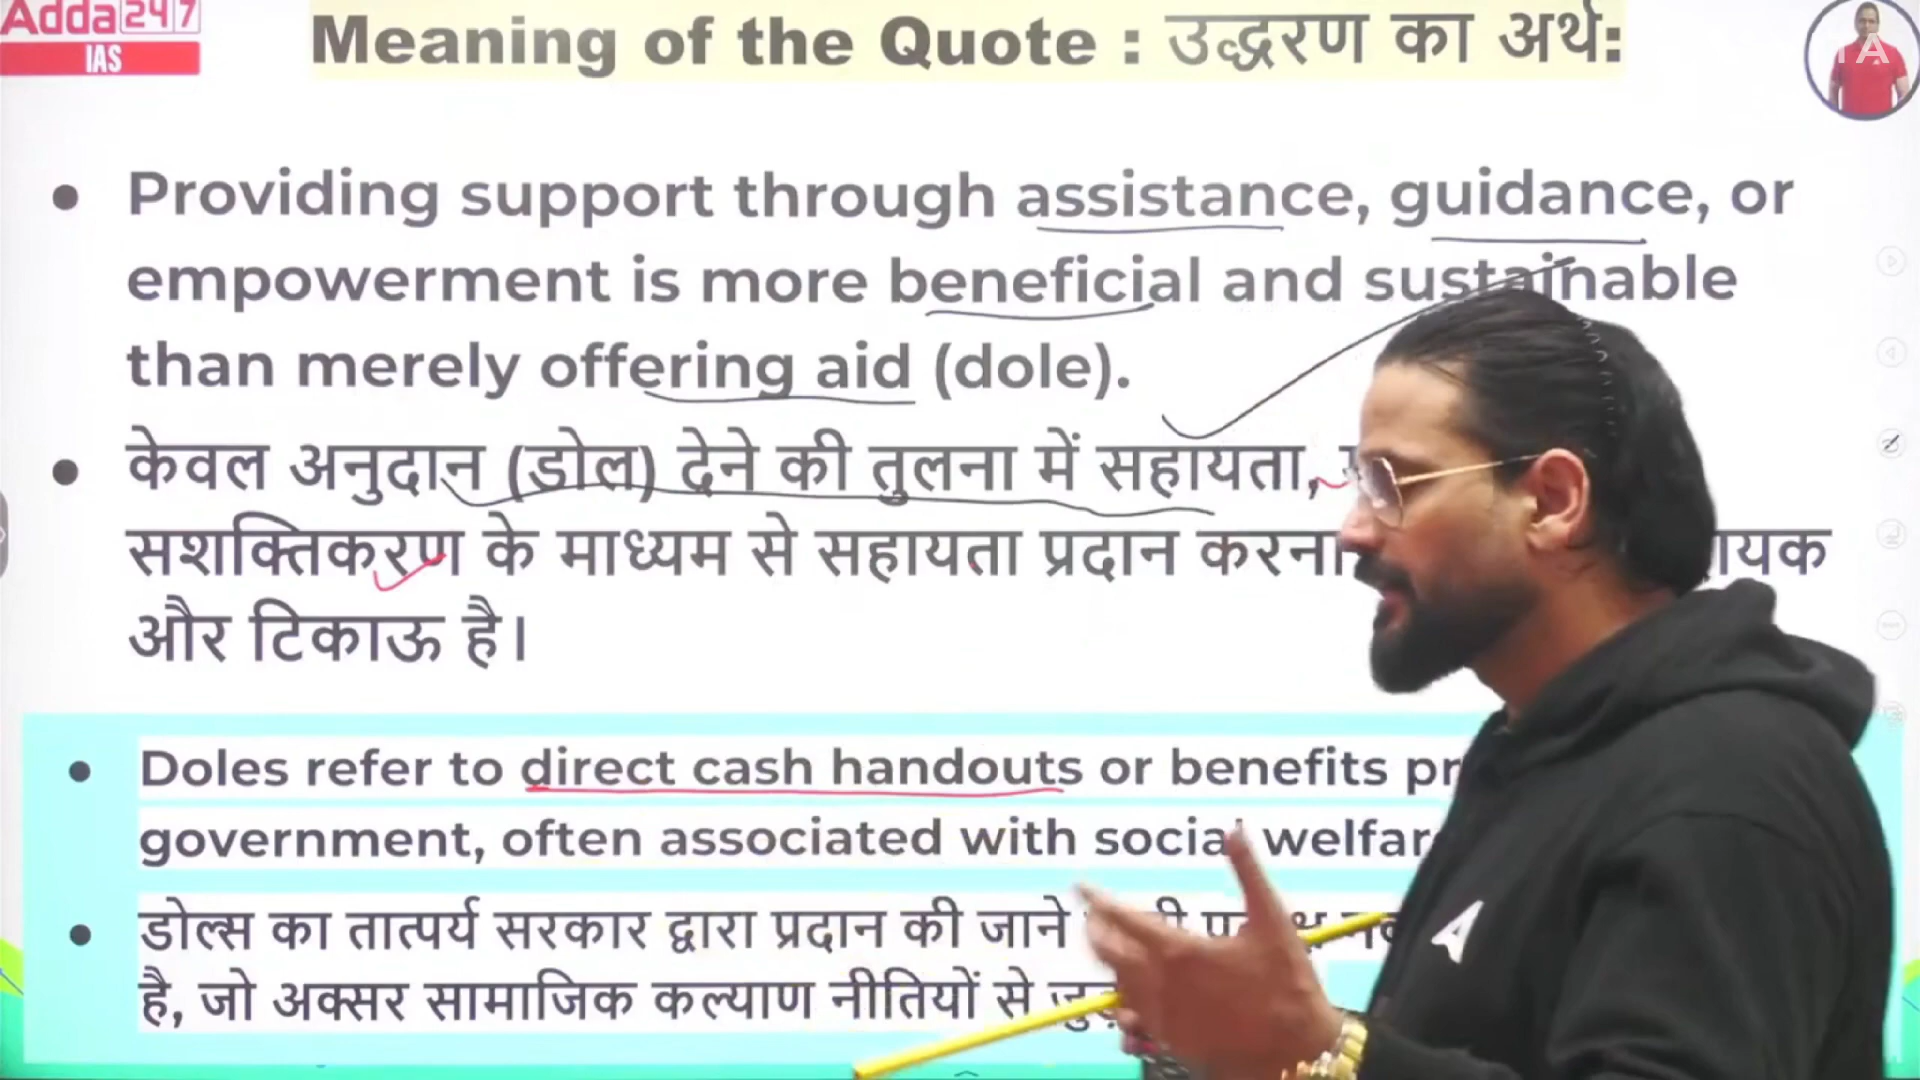 Adda247
IAS
Meaning of the Quote : उद्धरण का अर्थ:
Providing support through assistance, guidance, or
empowerment is more beneficial and sustainable
than merely offering aid (dole).
केवल अनुदान (डोल) देने की तुलना में सहायता,
सशक्तिकरण के माध्यम से सहायता प्रदान करना
और टिकाऊ है।
Doles refer to direct cash handouts or benefits
government, often associated with social
डोल्स का तात्पर्य सरकार द्वारा प्रदान की जाने
है, जो अक्सर सामाजिक कल्याण नीतियों से